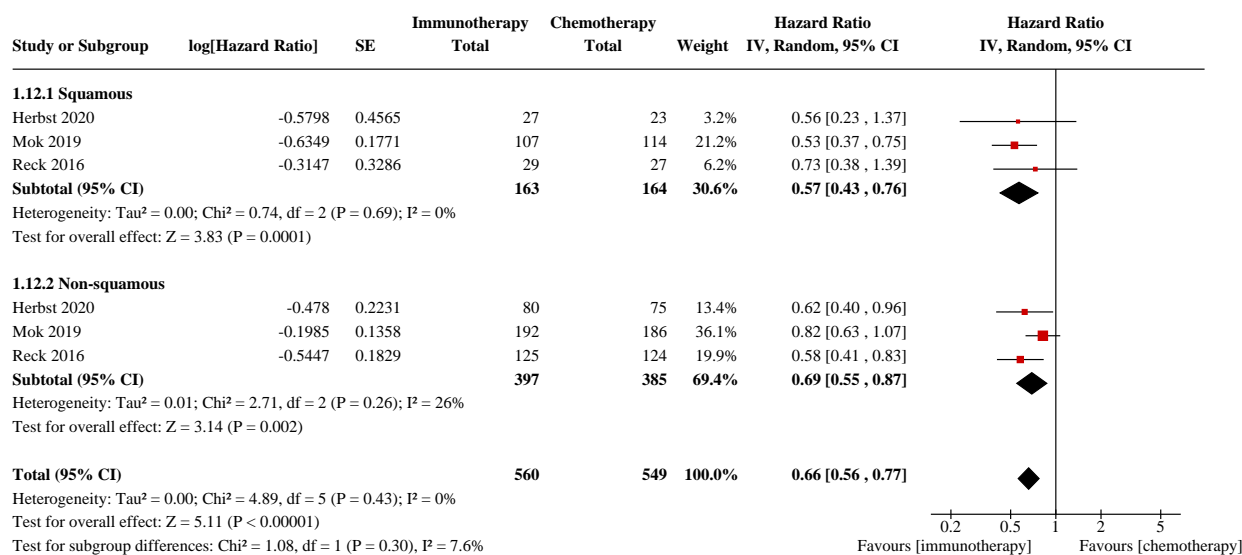 Immunotherapy Chemotherapy Hazard Ratio Hazard Ratio
Study or Subgroup log[Hazard Ratio] SE Total Total Weight IV, Random, 95% CI IV, Random, 95% CI
1.12.1 Squamous
Herbst 2020 -0.5798 0.4565 27 23 3.2% 0.56 [0.23 , 1.37]
Mok 2019 -0.6349 0.1771 107 114 21.2% 0.53 [0.37 , 0.75]
Reck 2016 -0.3147 0.3286 29 27 6.2% 0.73 [0.38 , 1.39]
Subtotal (95% CI) 163 164 30.6% 0.57 [0.43 , 0.76]
Heterogeneity: Tau² = 0.00; Chi² = 0.74, df = 2 (P = 0.69); I² = 0%
Test for overall effect: Z = 3.83 (P = 0.0001)
1.12.2 Non-squamous
Herbst 2020 -0.478 0.2231 80 75 13.4% 0.62 [0.40 , 0.96]
Mok 2019 -0.1985 0.1358 192 186 36.1% 0.82 [0.63 , 1.07]
Reck 2016 -0.5447 0.1829 125 124 19.9% 0.58 [0.41 , 0.83]
Subtotal (95% CI) 397 385 69.4% 0.69 [0.55 , 0.87]
Heterogeneity: Tau² = 0.01; Chi² = 2.71, df = 2 (P = 0.26); I² = 26%
Test for overall effect: Z = 3.14 (P = 0.002)
Total (95% CI) 560 549 100.0% 0.66 [0.56 , 0.77]
Heterogeneity: Tau² = 0.00; Chi² = 4.89, df = 5 (P = 0.43); I² = 0%
Test for overall effect: Z = 5.11 (P < 0.00001) 0.2 0.5 1 2 5
Test for subgroup differences: Chi² = 1.08, df = 1 (P = 0.30), I² = 7.6% Favours [immunotherapy] Favours [chemotherapy]